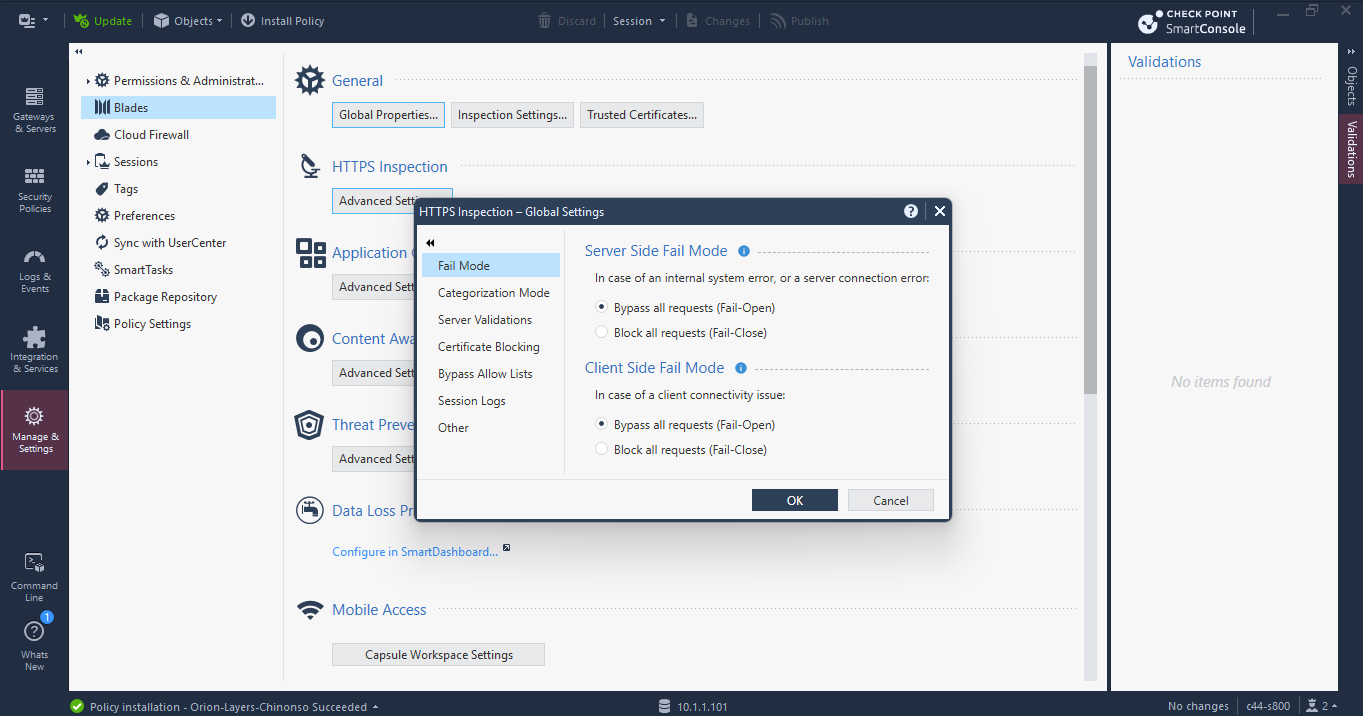 Update
Objects
Install Policy
Discard
Session
Changes
Publish
CHECK POINT
SmartConsole
Gateways
& Servers
Security
Policies
Logs &
Events
Integration
& Services
Manage &
Settings
Command
Line
1
Whats
New
Permissions & Administrat...
Blades
Cloud Firewall
Sessions
Tags
Preferences
Sync with UserCenter
SmartTasks
Package Repository
Policy Settings
General
Global Properties...
Inspection Settings...
Trusted Certificates...
HTTPS Inspection
Advanced Setti
Application
Advanced Sett
Content Awa
Advanced Sett
Threat Preve
Advanced Sett
Data Loss Pr
Configure in SmartDashboard...
Mobile Access
Capsule Workspace Settings
HTTPS Inspection – Global Settings
Fail Mode
Categorization Mode
Server Validations
Certificate Blocking
Bypass Allow Lists
Session Logs
Other
Server Side Fail Mode
In case of an internal system error, or a server connection error:
Bypass all requests (Fail-Open)
Block all requests (Fail-Close)
Client Side Fail Mode
In case of a client connectivity issue:
Bypass all requests (Fail-Open)
Block all requests (Fail-Close)
OK
Cancel
Validations
No items found
Objects
Validations
Policy installation - Orion-Layers-Chinonso Succeeded
10.1.1.101
No changes
c44-s800
2